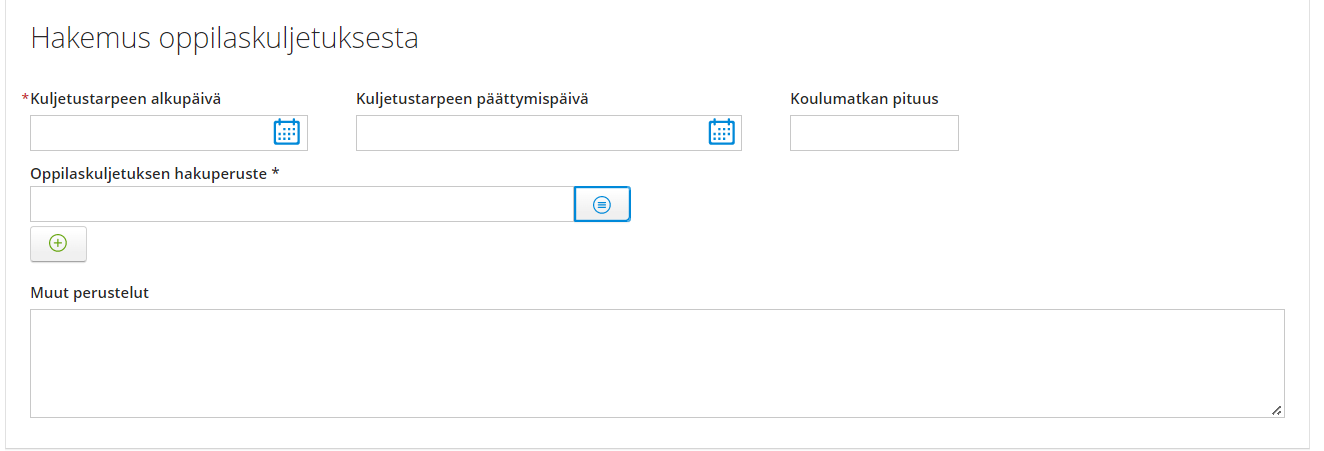 Hakemus oppilaskuljetuksesta
*Kuljetustarpeen alkupäivä Kuljetustarpeen päättymispäivä Koulumatkan pituus
Oppilaskuljetuksen hakuperuste *
Muut perustelut